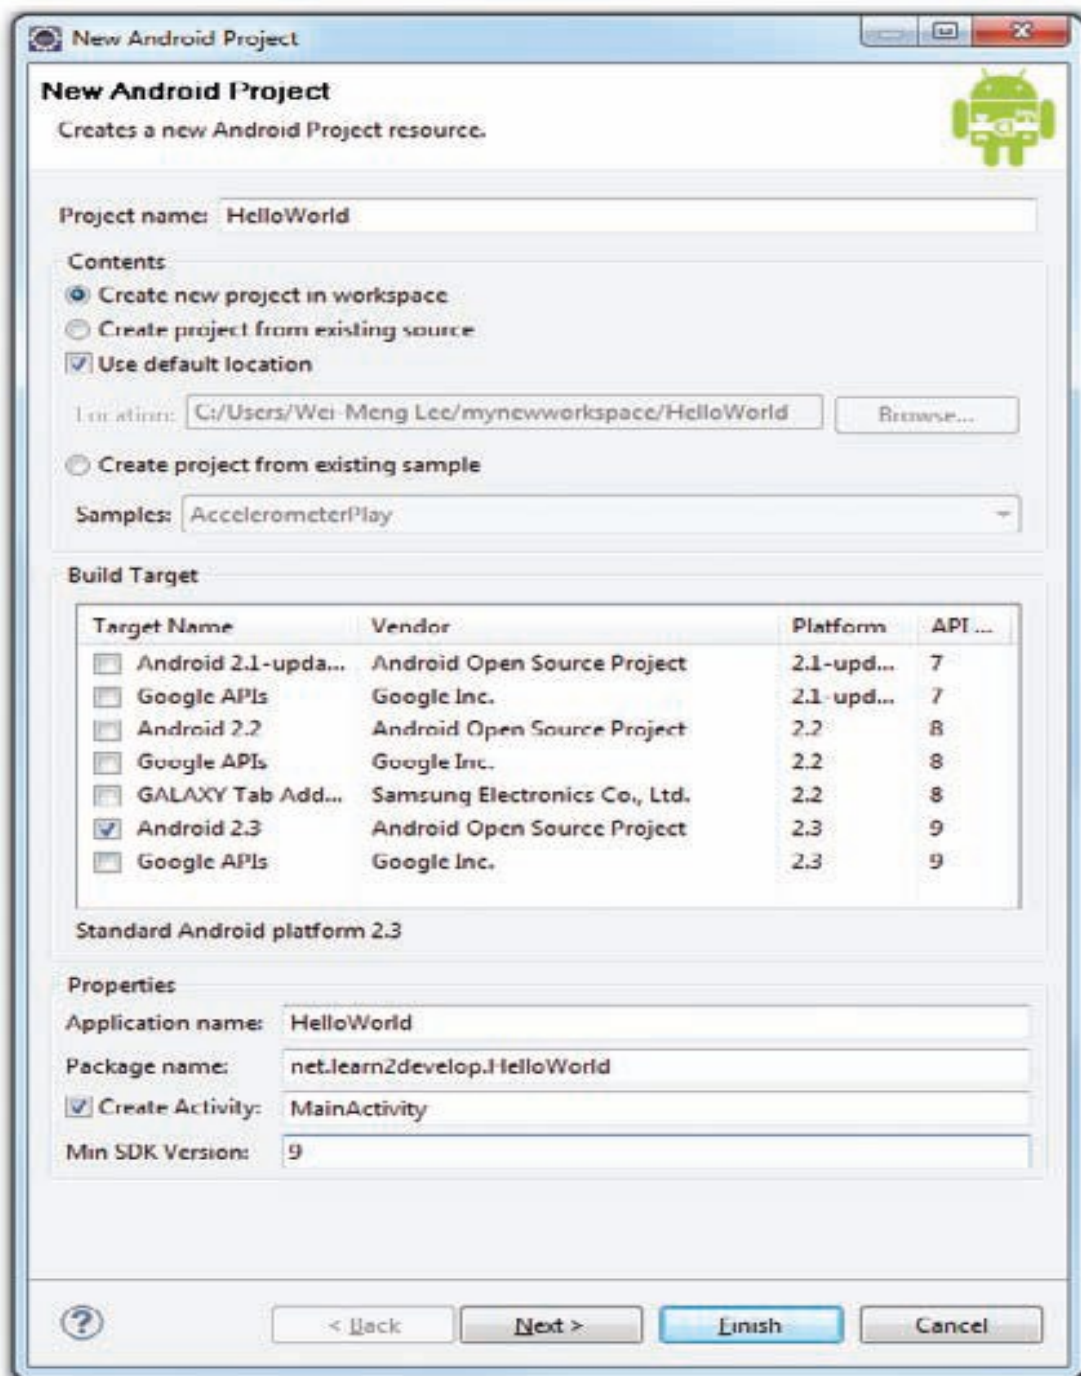 New Android Project
New Android Project
Creates a new Android Project resource.
Project name: HelloWorld
Contents
Create new project in workspace
Create project from existing source
Use default location
Location: C:/Users/Wei-Meng Lee/mynewworkspace/HelloWorld Browse...
Create project from existing sample
Samples: AccelerometerPlay
Build Target
Target Name Vendor Platform API ...
Android 2.1-upda... Android Open Source Project 2.1-upd... 7
Google APIs Google Inc. 2.1-upd... 7
Android 2.2 Android Open Source Project 2.2 8
Google APIs Google Inc. 2.2 8
GALAXY Tab Add... Samsung Electronics Co., Ltd. 2.2 8
Android 2.3 Android Open Source Project 2.3 9
Google APIs Google Inc. 2.3 9
Standard Android platform 2.3
Properties
Application name: HelloWorld
Package name: net.learn2develop.HelloWorld
Create Activity: MainActivity
Min SDK Version: 9
? < Back Next > Finish Cancel